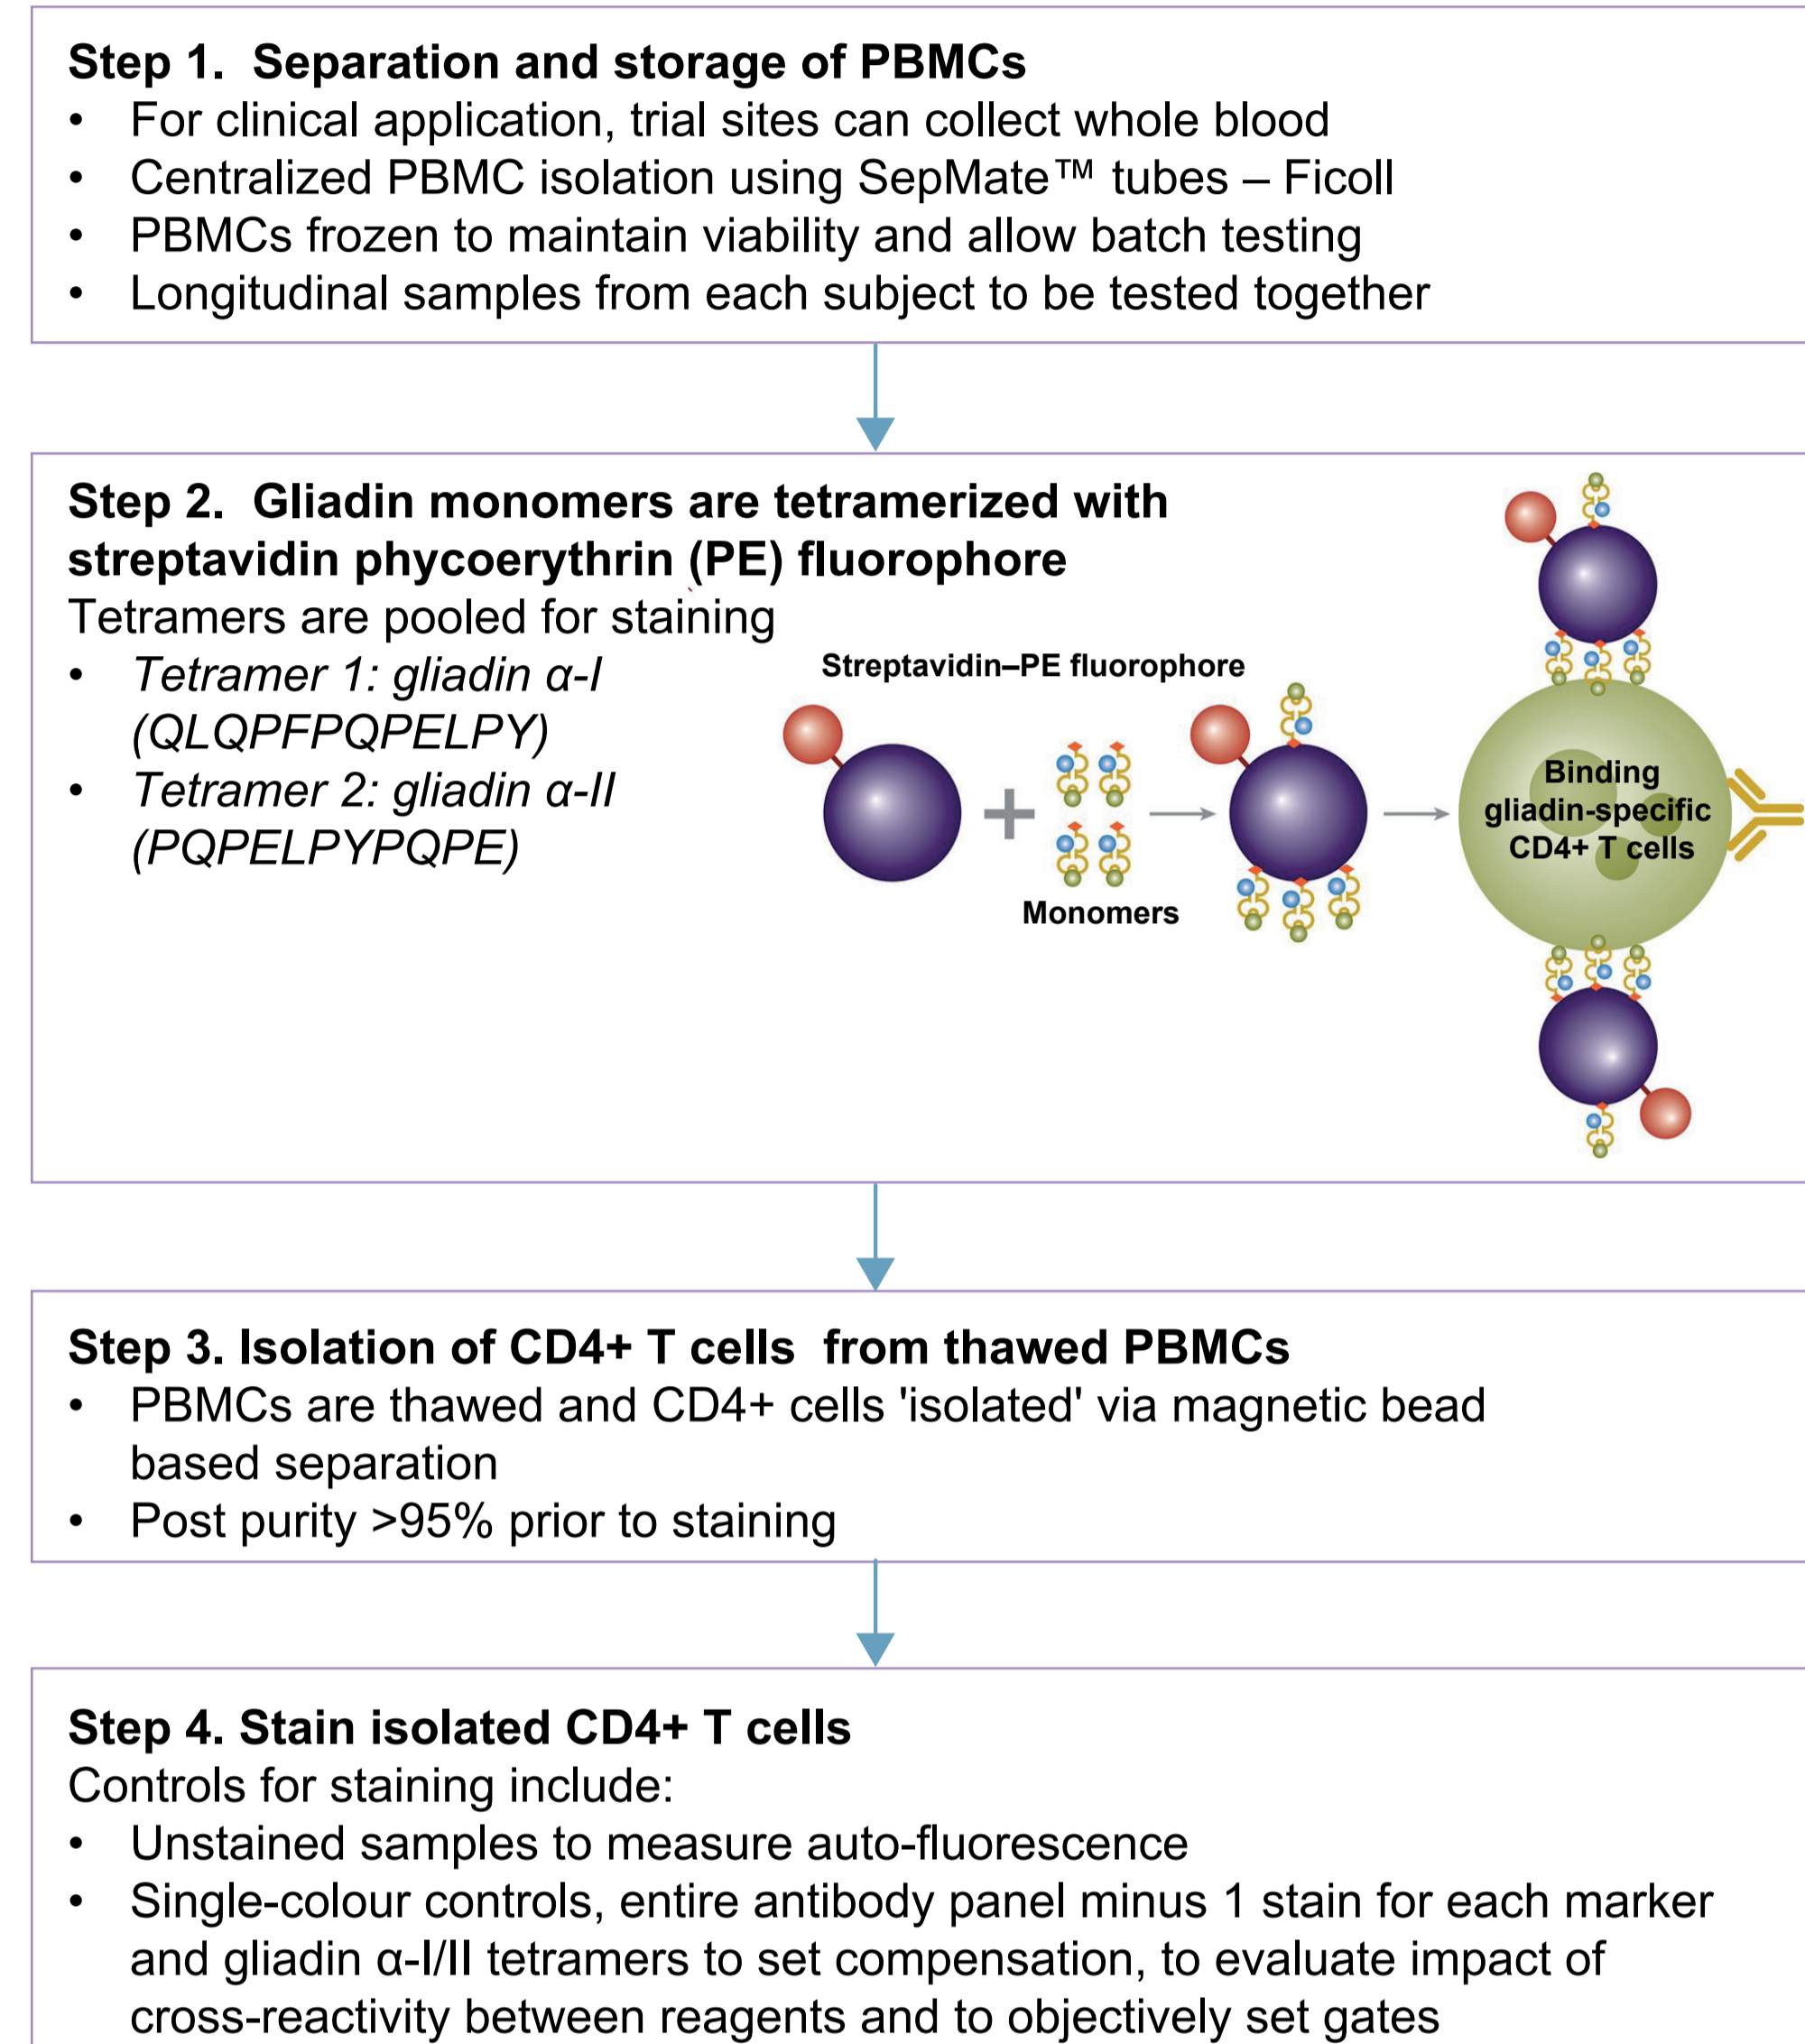 Step 1.  Separation and storage of PBMCs
• For clinical application, trial sites can collect whole blood
• Centralized PBMC isolation using SepMate™ tubes – Ficoll
• PBMCs frozen to maintain viability and allow batch testing
• Longitudinal samples from each subject to be tested together
Step 2.  Gliadin monomers are tetramerized with
streptavidin phycoerythrin (PE) fluorophore
Tetramers are pooled for staining
• Tetramer 1: gliadin α-I
(QLQPFPQPELPY)
• Tetramer 2: gliadin α-II
(PQPELPYPQPE)
Streptavidin–PE fluorophore
+
Monomers
Binding
gliadin-specific
CD4+ T cells
Step 3. Isolation of CD4+ T cells  from thawed PBMCs
• PBMCs are thawed and CD4+ cells 'isolated' via magnetic bead
based separation
• Post purity >95% prior to staining
Step 4. Stain isolated CD4+ T cells
Controls for staining include:
• Unstained samples to measure auto-fluorescence
• Single-colour controls, entire antibody panel minus 1 stain for each marker
and gliadin α-I/II tetramers to set compensation, to evaluate impact of
cross-reactivity between reagents and to objectively set gates